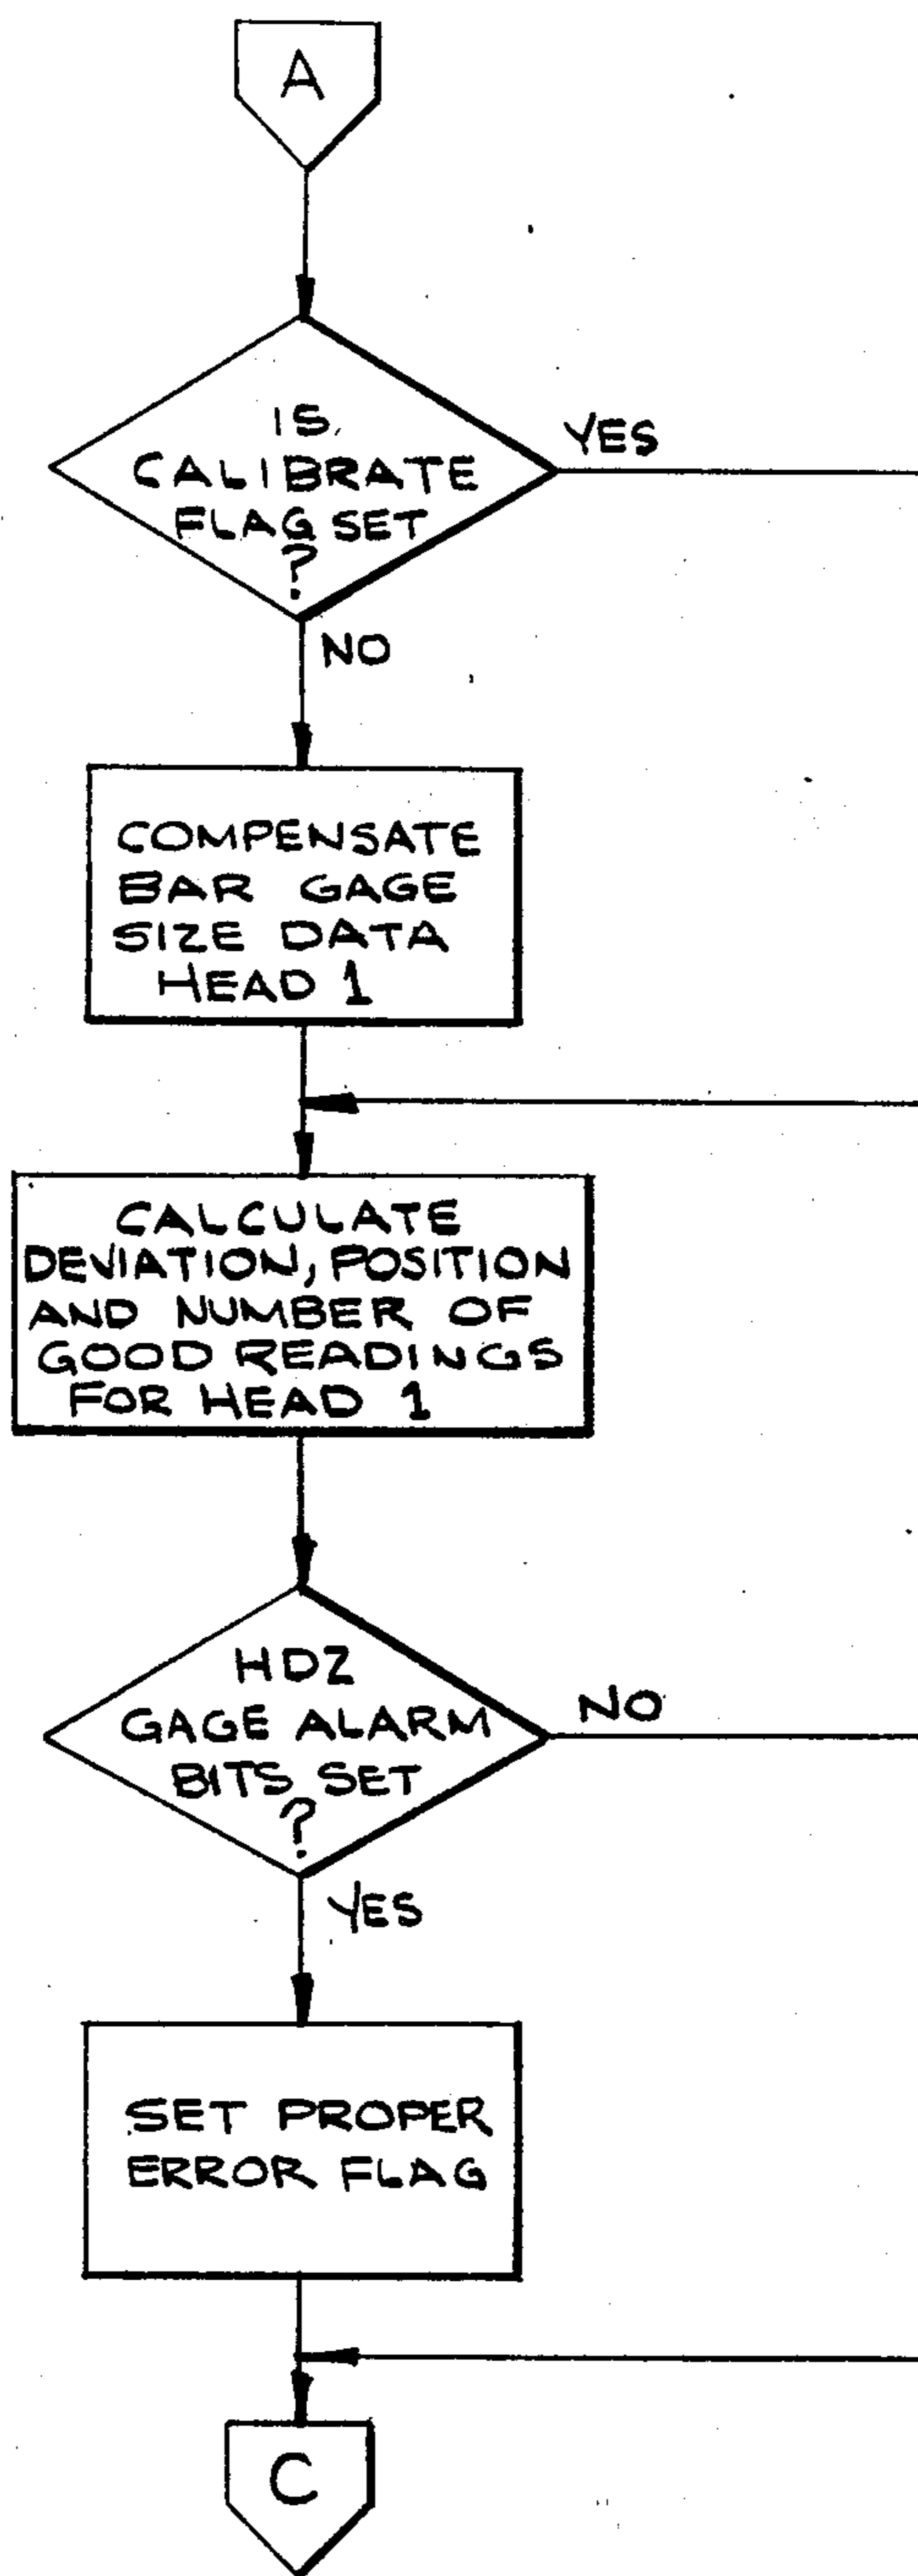 A
IS
CALIBRATE
FLAG SET
?
YES
NO
COMPENSATE
BAR GAGE
SIZE DATA
HEAD 1
CALCULATE
DEVIATION, POSITION
AND NUMBER OF
GOOD READINGS
FOR HEAD 1
HD2
GAGE ALARM
BITS SET
?
NO
YES
SET PROPER
ERROR FLAG
C